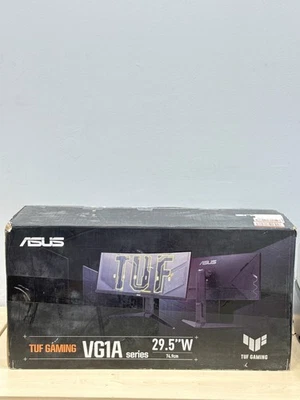 ASUS
TUF
ASUS
TUF GAMING VG1A series 29.5"W
TUF GAMING